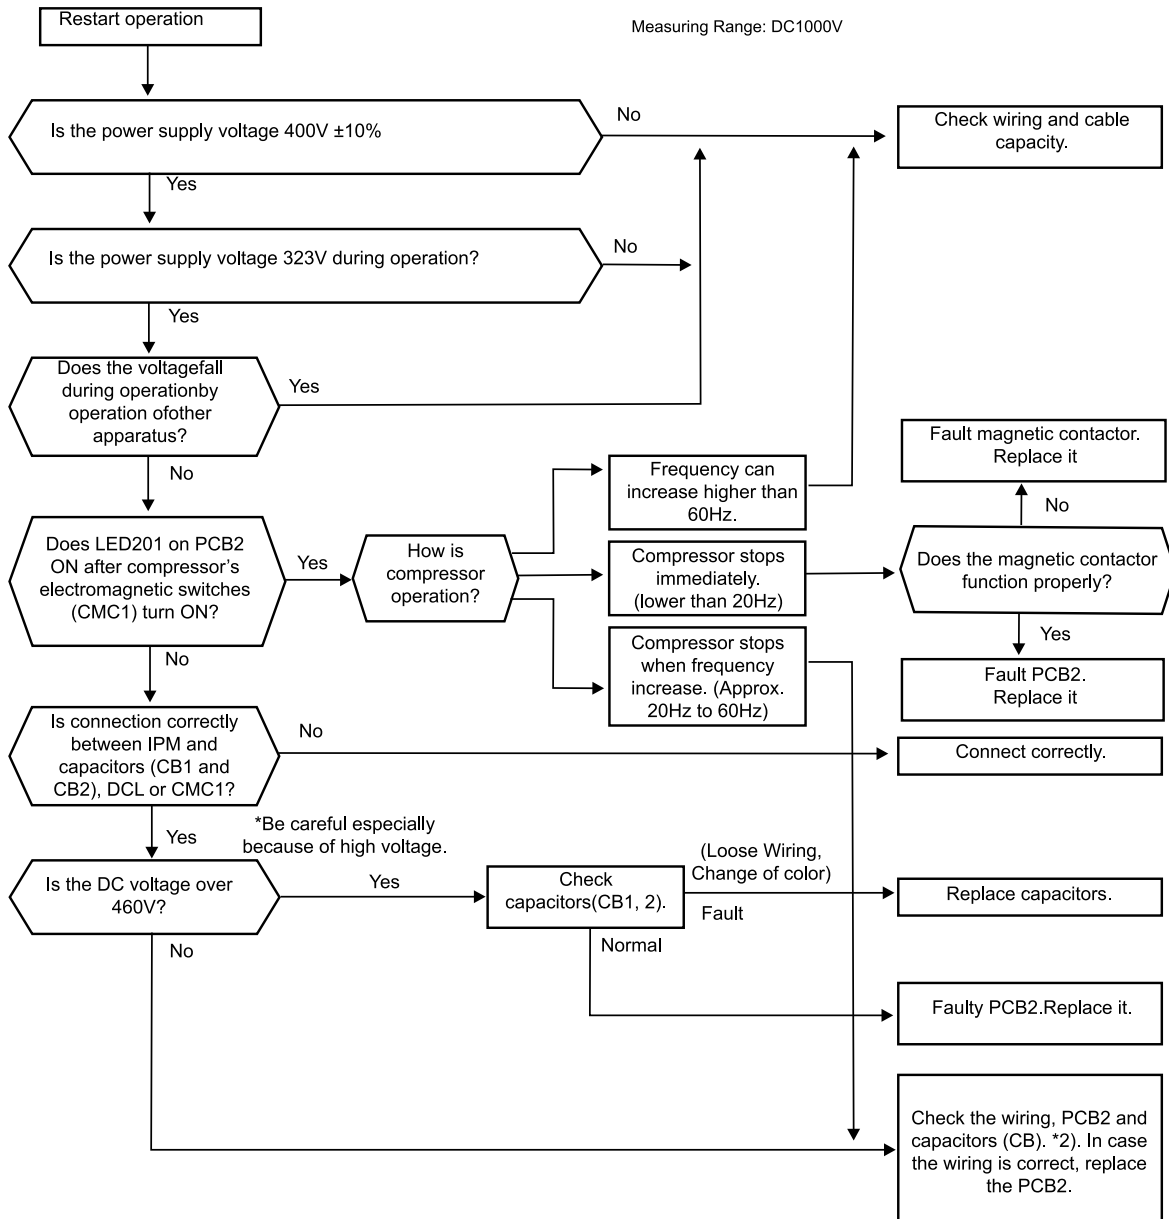 Restart operation
Measuring Range: DC1000V
Is the power supply voltage 400V ±10%
No
Check wiring and cable
capacity.
Yes
Is the power supply voltage 323V during operation?
No
Yes
Does the voltagefall
during operationby
operation ofother
apparatus?
Yes
No
Frequency can
increase higher than
60Hz.
Fault magnetic contactor.
Replace it
No
Does LED201 on PCB2
ON after compressor's
electromagnetic switches
(CMC1) turn ON?
Yes
How is
compressor
operation?
Compressor stops
immediately.
(lower than 20Hz)
Does the magnetic contactor
function properly?
Yes
No
Compressor stops
when frequency
increase. (Approx.
20Hz to 60Hz)
Fault PCB2.
Replace it
Is connection correctly
between IPM and
capacitors (CB1 and
CB2), DCL or CMC1?
No
Connect correctly.
Yes
*Be careful especially
because of high voltage.
Is the DC voltage over
460V?
Yes
Check
capacitors(CB1, 2).
(Loose Wiring,
Change of color)
Fault
Replace capacitors.
No
Normal
Faulty PCB2.Replace it.
Check the wiring, PCB2 and
capacitors (CB). *2). In case
the wiring is correct, replace
the PCB2.